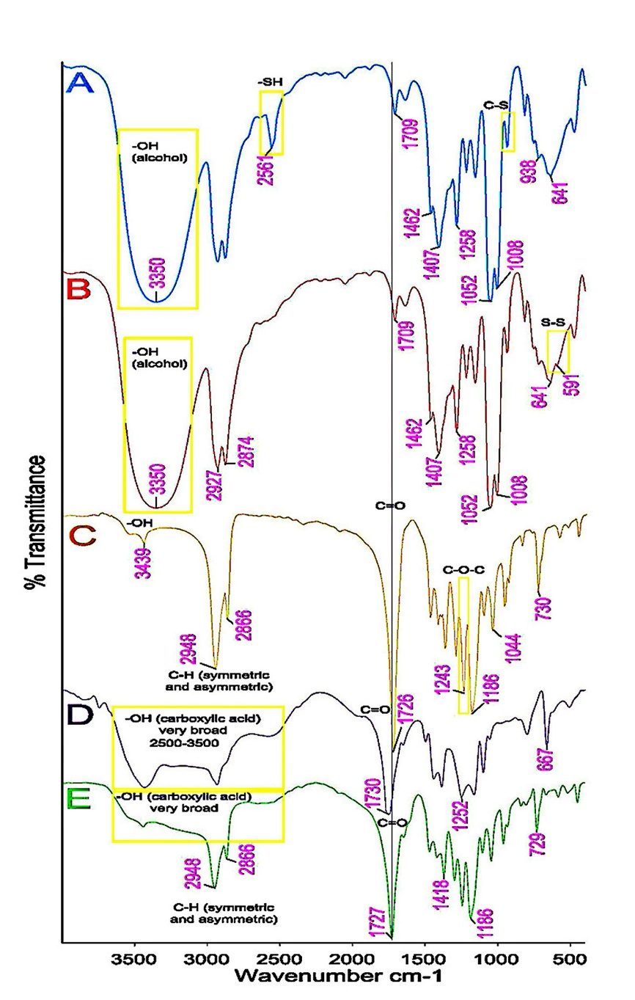 A
-SH
-OH
(alcohol)
C-S
1709
2561
938
641
1462
1258
3350
1407
1008
1052
B
-OH
(alcohol)
S-S
1709
641
591
1462
2874
1258
3350
2927
1407
1008
1052
C=O
% Transmittance
C
-OH
3439
C-O-C
730
2866
1044
2948
C-H (symmetric
and asymmetric)
1243
1186
D
C=O
1726
-OH (carboxylic acid)
very broad
2500-3500
667
1730
1252
E
-OH (carboxylic acid)
very broad
C=O
729
2866
2948
1418
C-H (symmetric
and asymmetric)
1727
1186
3500 3000 2500 2000 1500 1000 500
Wavenumber cm-1